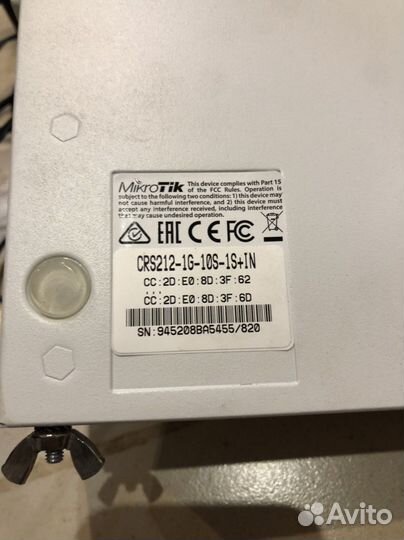 MikroTik This device complies with Part 15
of the FCC Rules. Operation is
subject to the following two conditions: 1) this device may
not cause harmful interference, and 2) this device must
accept any interference received, including interference
that may cause undesired operation.
EAC CE FC
CRS212-1G-10S-1S+IN
CC:2D:E0:8D:3F:62
...
CC:2D:E0:8D:3F:6D
SN:945208BA5455/820
Avito